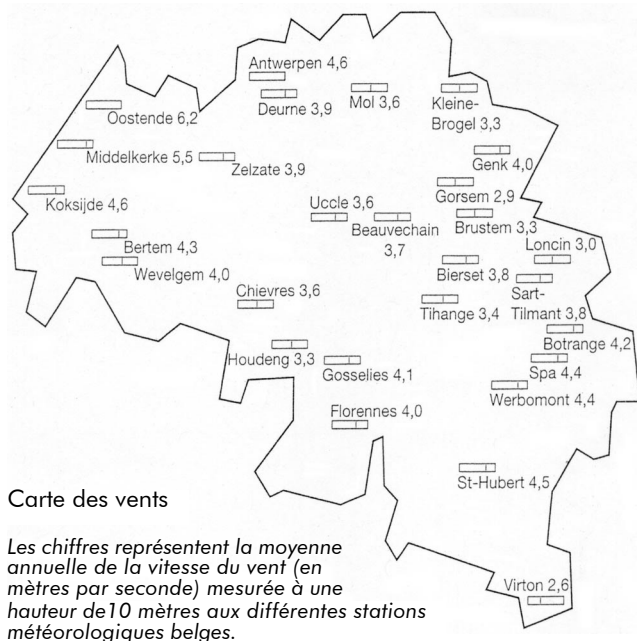 Antwerpen 4,6
Deurne 3,9
Mol 3,6
Kleine-
Brogel 3,3
Oostende 6,2
Middelkerke 5,5
Zelzate 3,9
Genk 4,0
Koksijde 4,6
Gorsem 2,9
Uccle 3,6
Beauvechain
3,7
Brustem 3,3
Bertem 4,3
Wevelgem 4,0
Loncin 3,0
Bierset 3,8
Chievres 3,6
Sart-
Tilmant 3,8
Tihange 3,4
Botrange 4,2
Houdeng 3,3
Gosselies 4,1
Spa 4,4
Werbomont 4,4
Florennes 4,0
St-Hubert 4,5
Virton 2,6
Carte des vents
Les chiffres représentent la moyenne
annuelle de la vitesse du vent (en
mètres par seconde) mesurée à une
hauteur de10 mètres aux différentes stations
météorologiques belges.